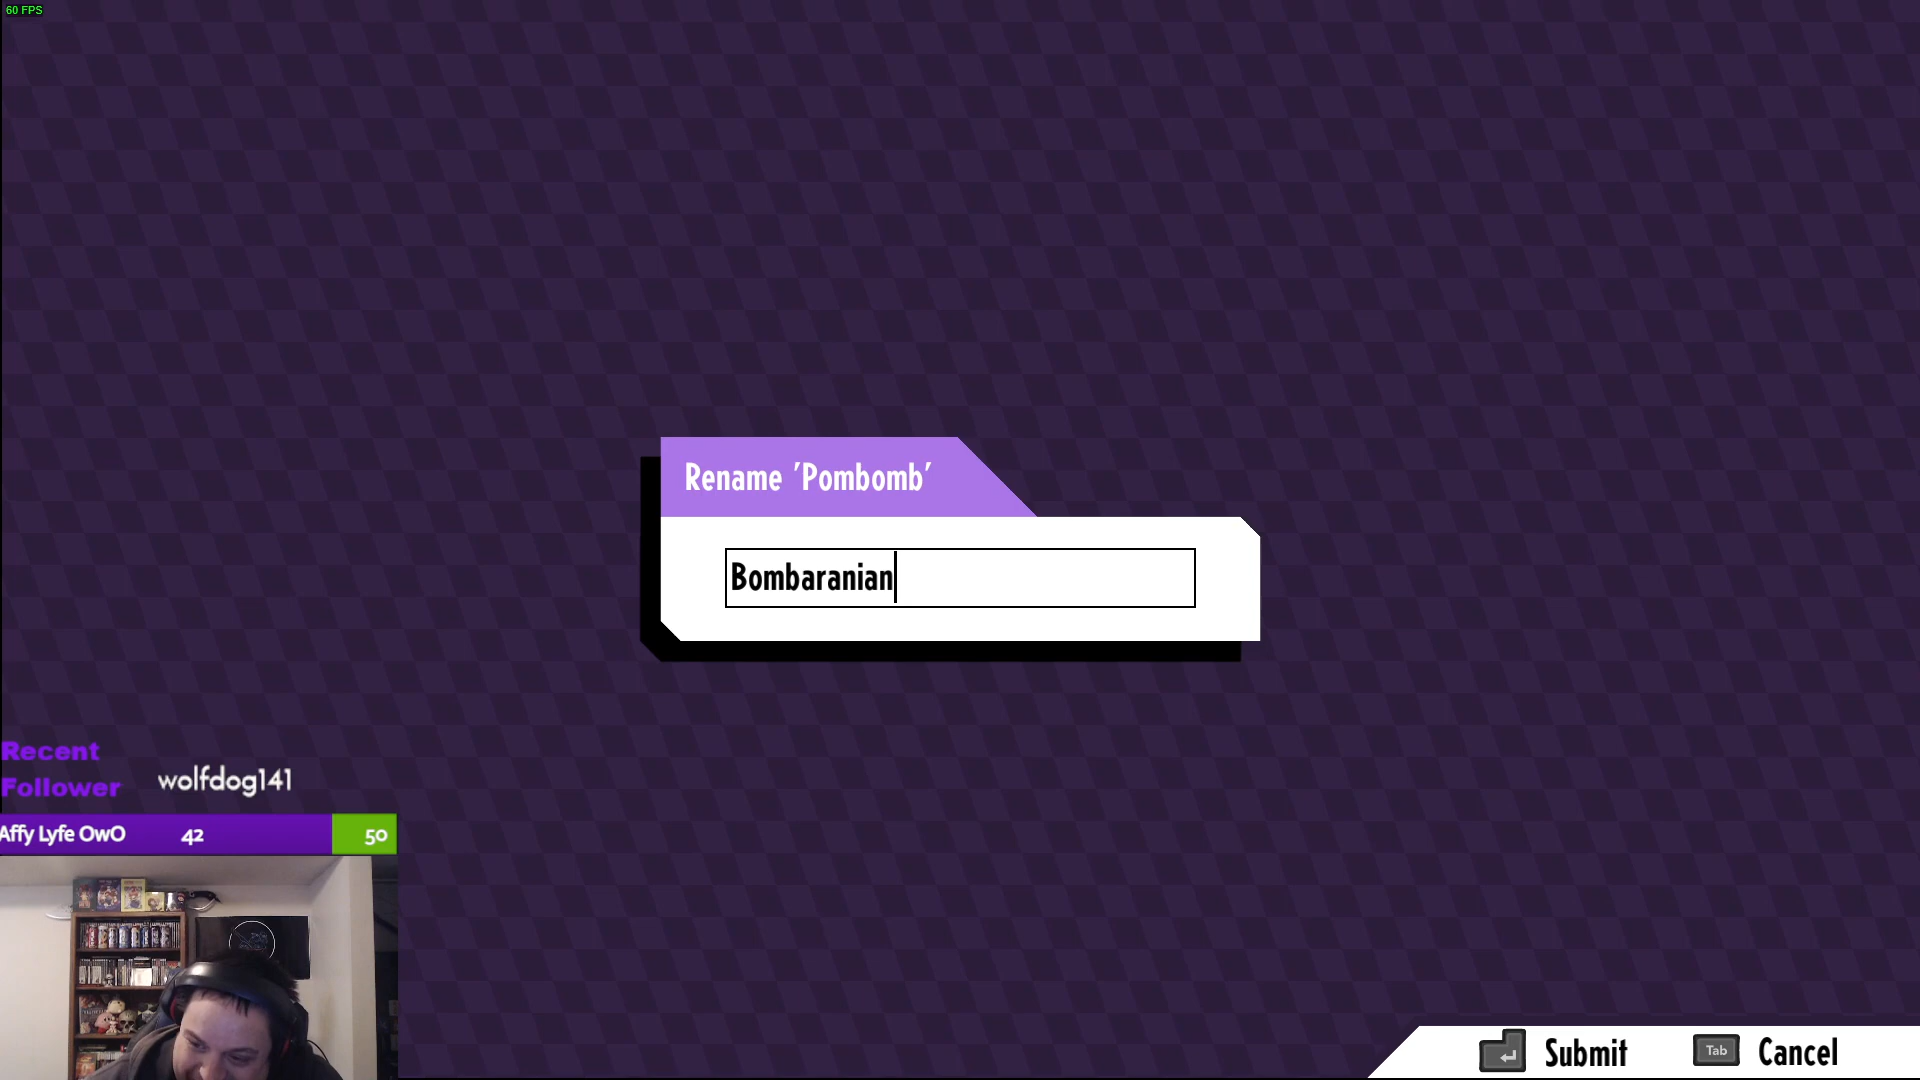 60 FPS
Rename 'Pombomb'
Bombaranian
Recent
Follower
wolfdog141
Affy Lyfe OwO 42 50
Tab
Submit
Cancel